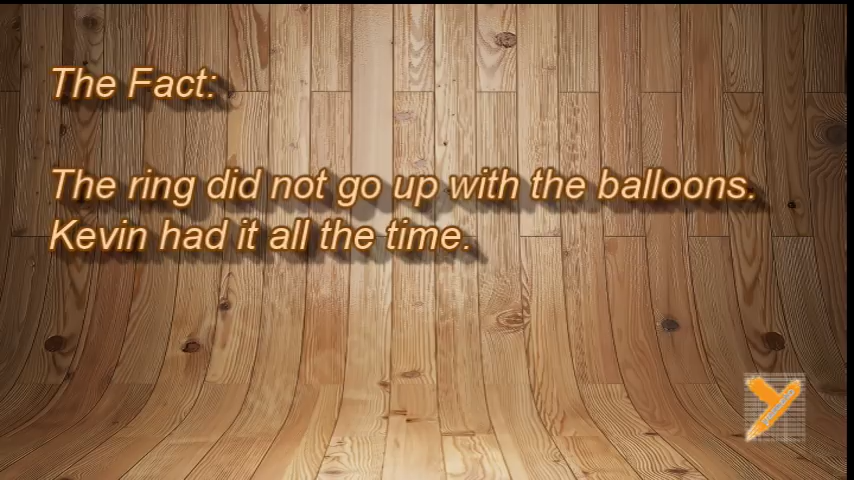 The Fact:
The ring did not go up with the balloons.
Kevin had it all the time.